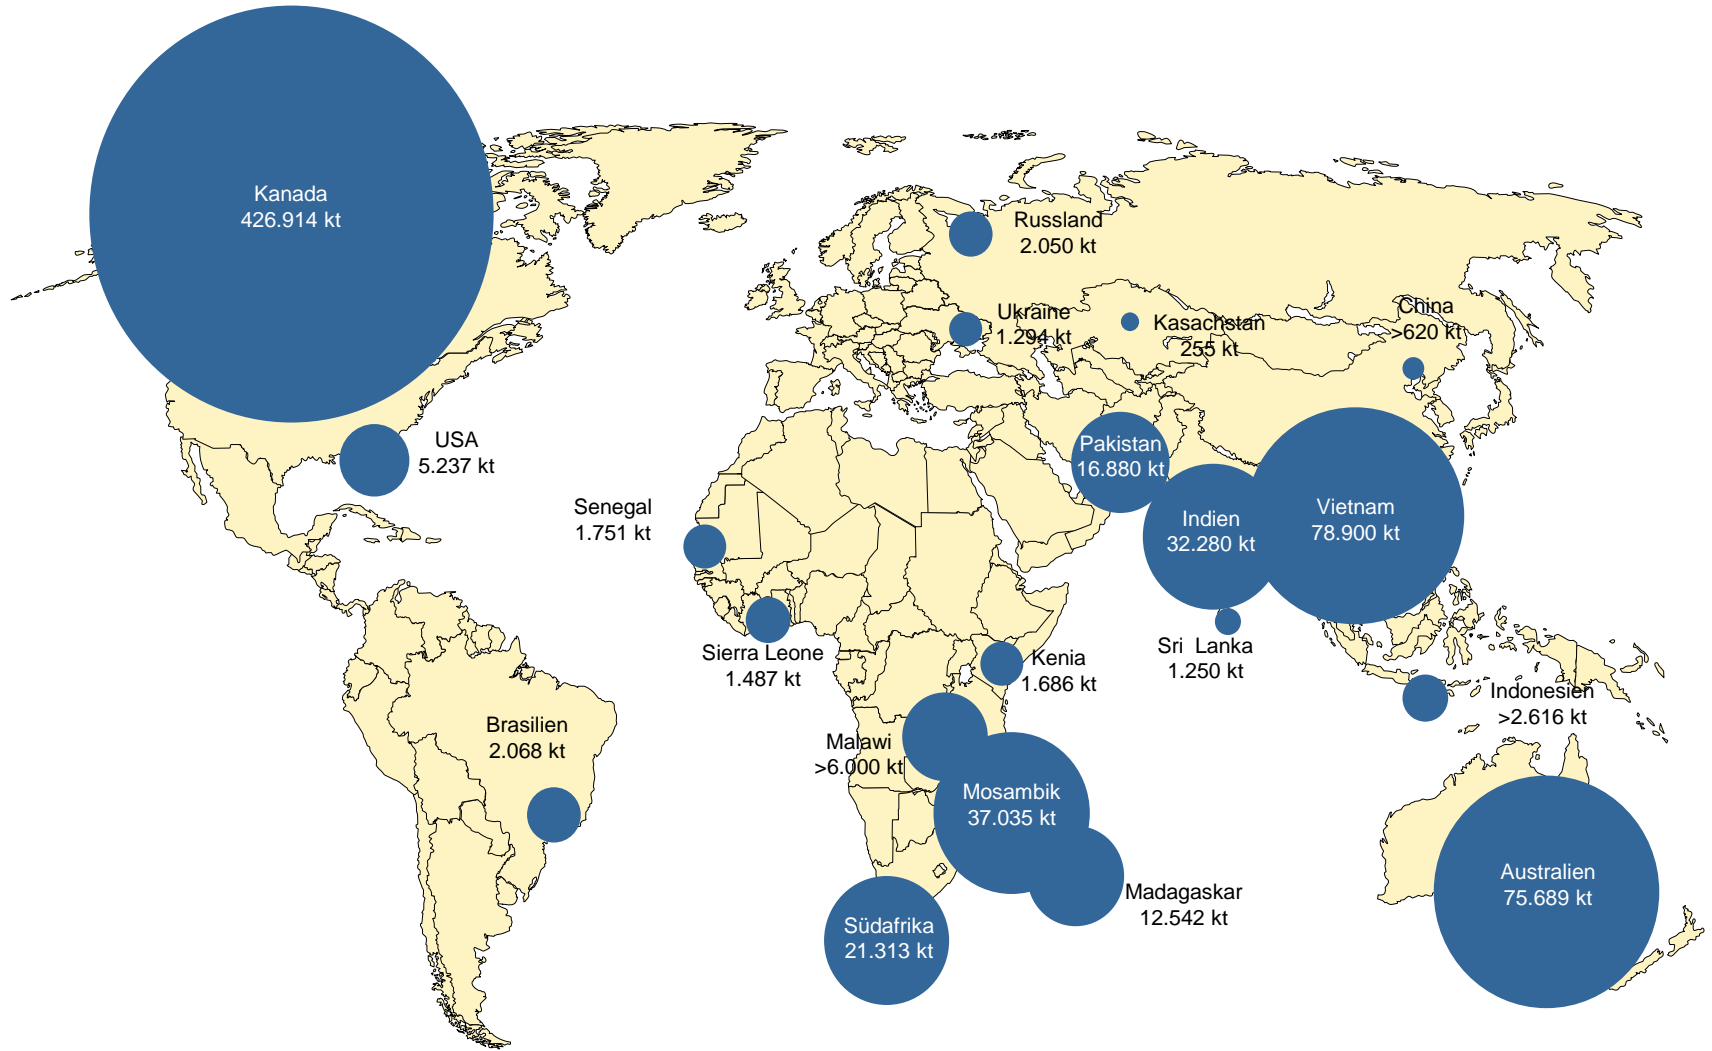 Kanada
426.914 kt
Russland
2.050 kt
Ukraine
1.294 kt
Kasachstan
255 kt
China
>620 kt
USA
5.237 kt
Pakistan
16.880 kt
Senegal
1.751 kt
Indien
32.280 kt
Vietnam
78.900 kt
Sierra Leone
1.487 kt
Kenia
1.686 kt
Sri Lanka
1.250 kt
Indonesien
>2.616 kt
Brasilien
2.068 kt
Malawi
>6.000 kt
Mosambik
37.035 kt
Madagaskar
12.542 kt
Südafrika
21.313 kt
Australien
75.689 kt